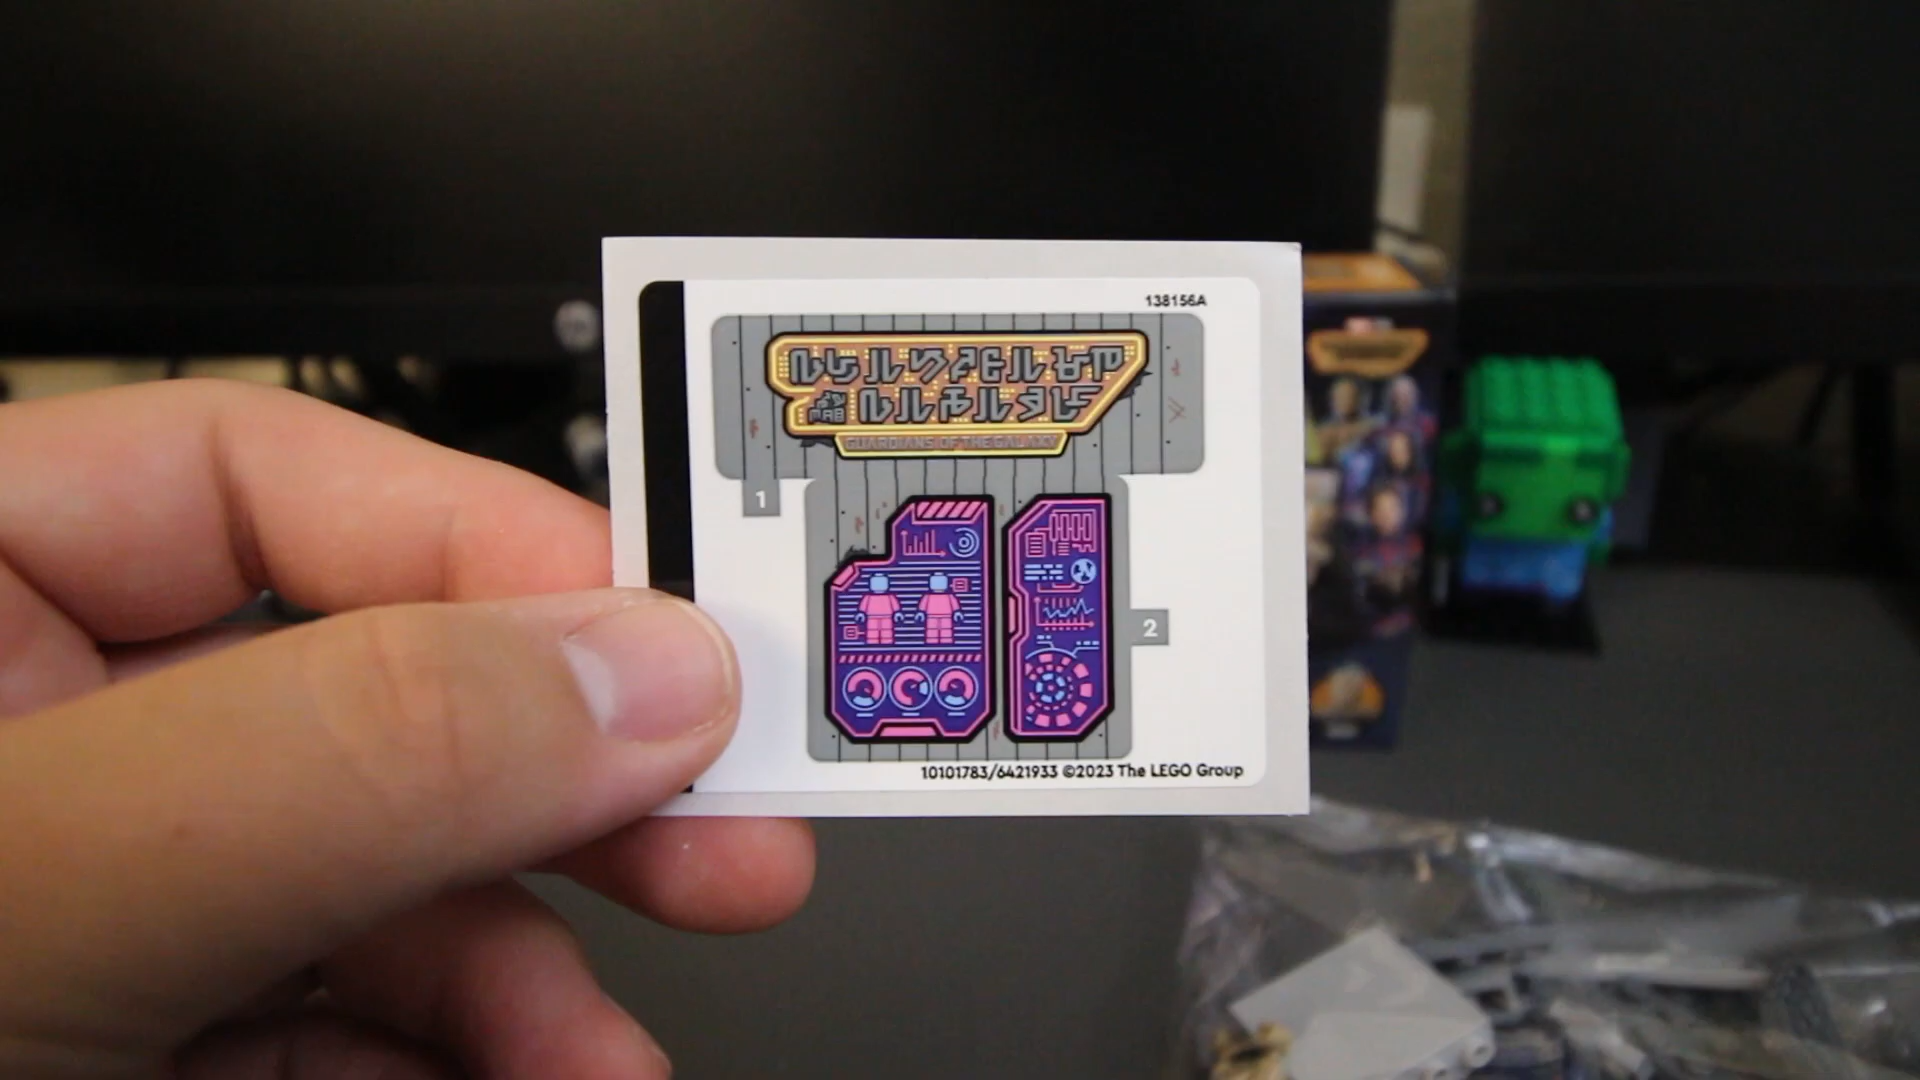 138156A
GUARDIANS OF THE GALAXY
1
2
10101783/6421933 ©2023 The LEGO Group